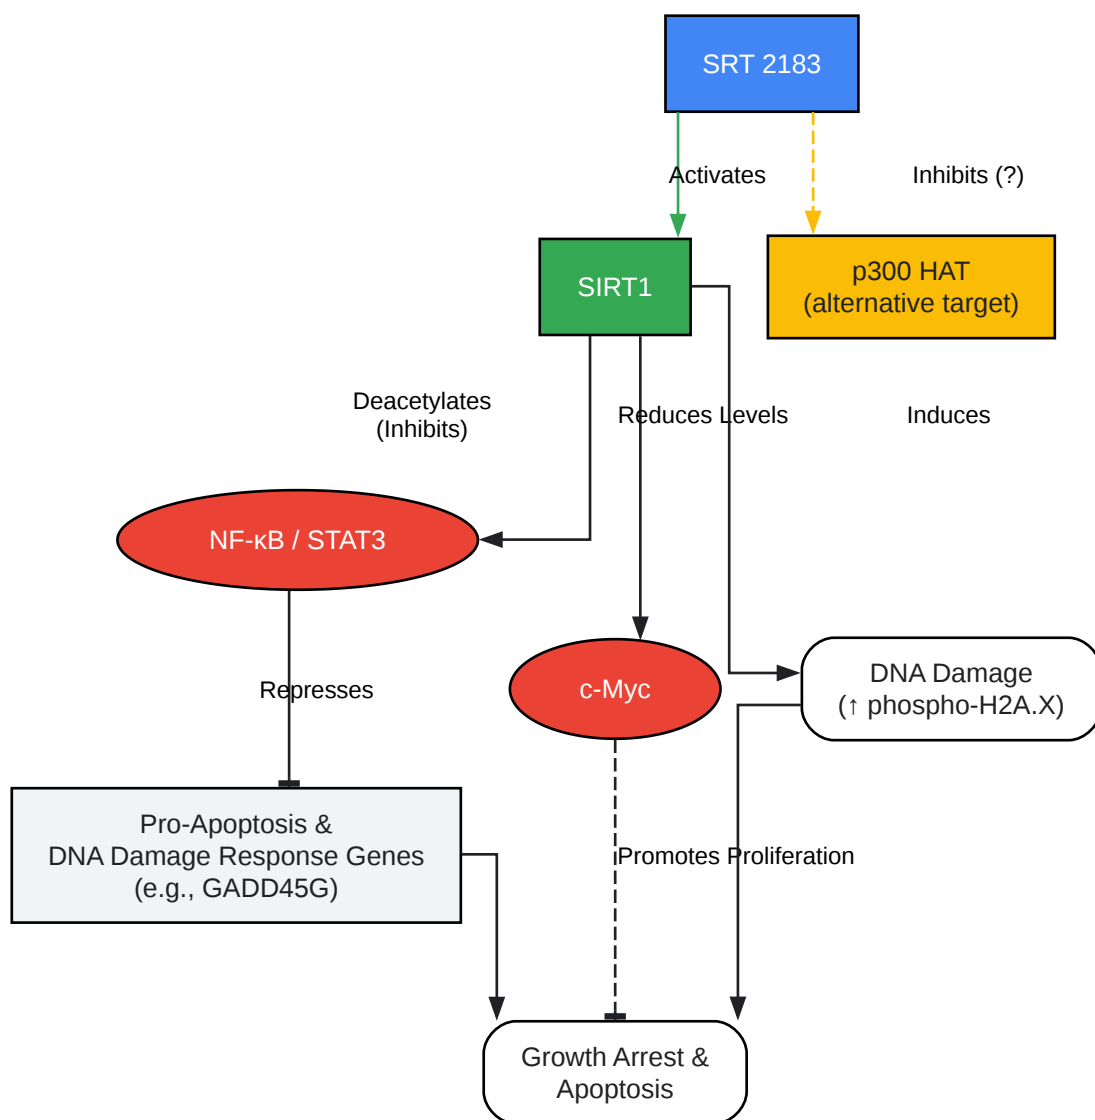 SRT 2183
Activates
Inhibits (?)
SIRT1
p300 HAT
(alternative target)
Deacetylates
(Inhibits)
Reduces Levels
Induces
NF-κB / STAT3
c-Myc
DNA Damage
(↑ phospho-H2A.X)
Represses
Pro-Apoptosis &
DNA Damage Response Genes
(e.g., GADD45G)
Promotes Proliferation
Growth Arrest &
Apoptosis